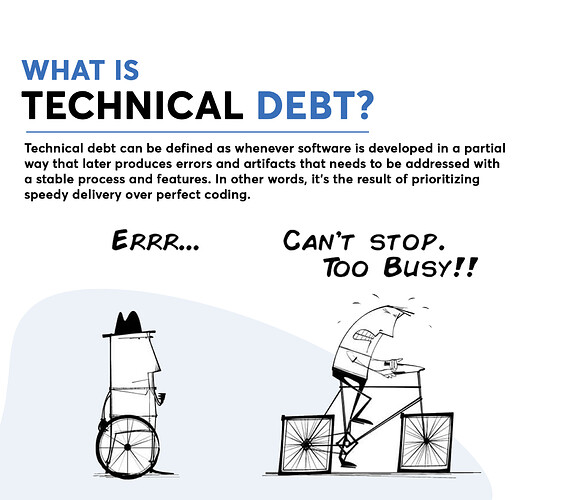 WHAT IS
TECHNICAL DEBT?
Technical debt can be defined as whenever software is developed in a partial
way that later produces errors and artifacts that needs to be addressed with
a stable process and features. In other words, it's the result of prioritizing
speedy delivery over perfect coding.
ERRR...
CAN'T STOP.
TOO BUSY!!